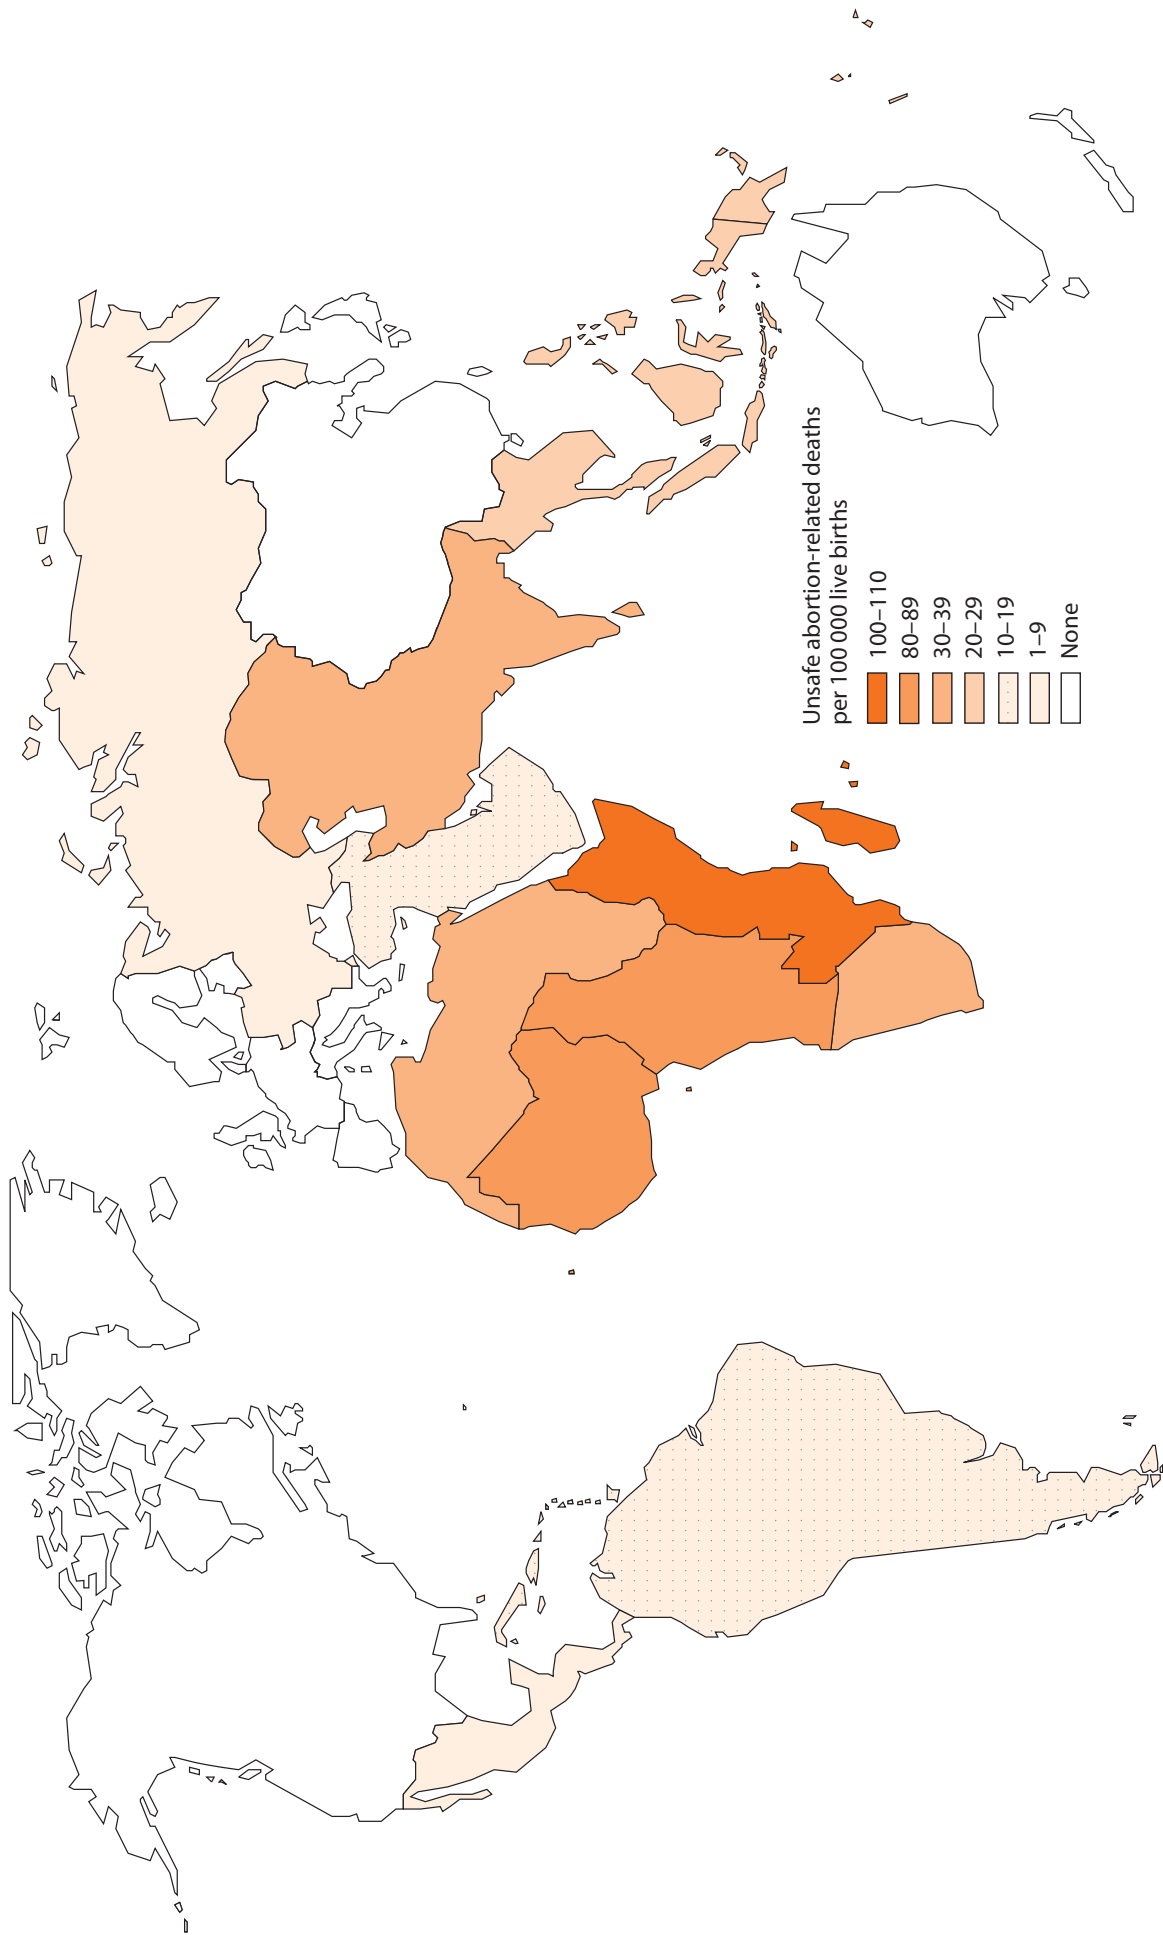 Unsafe abortion-related deaths
per 100 000 live births
100–110
80–89
30–39
20–29
10–19
1–9
None